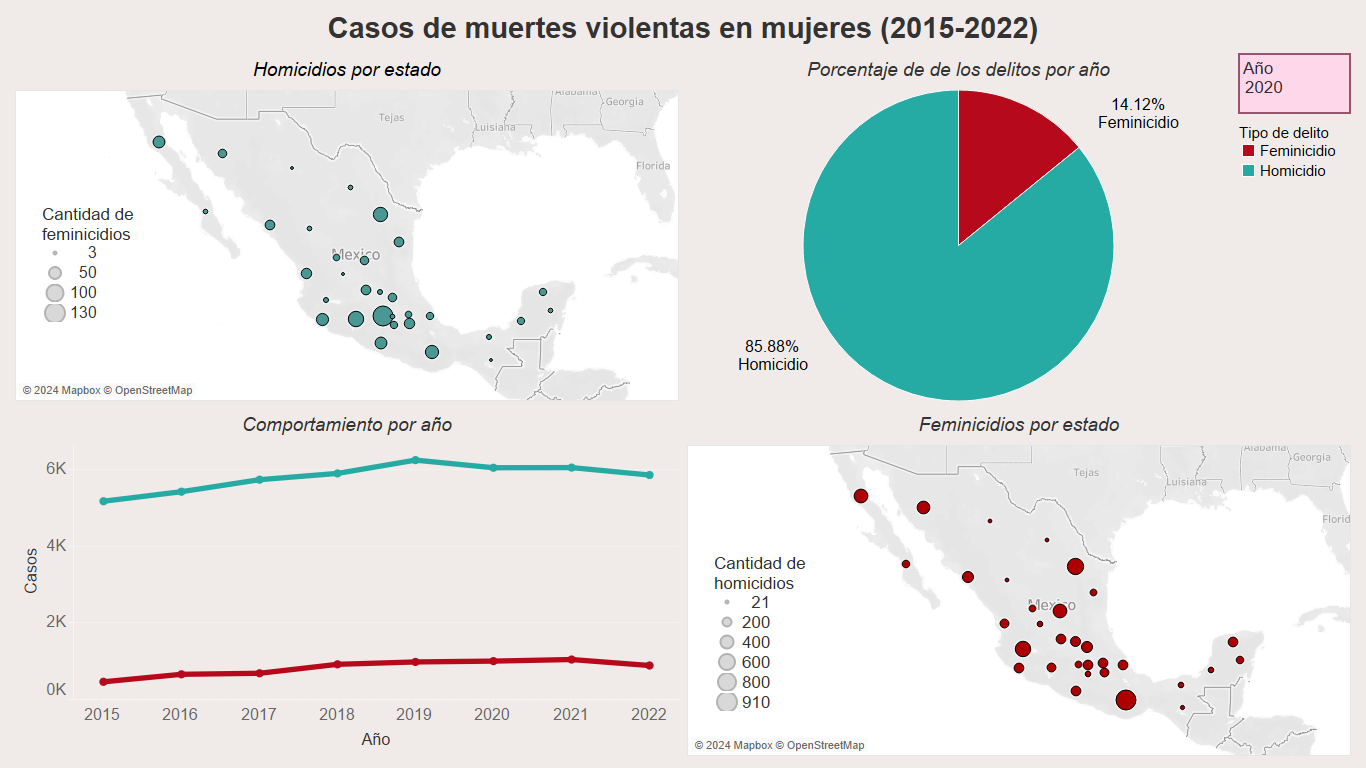 Casos de muertes violentas en mujeres (2015-2022)
Homicidios por estado
Alabama
Georgia
Tejas
Luisiana
Florida
Mexico
Cantidad de
feminicidios
3
50
100
130
© 2024 Mapbox © OpenStreetMap
Porcentaje de de los delitos por año
14.12%
Feminicidio
85.88%
Homicidio
Año
2020
Tipo de delito
Feminicidio
Homicidio
Comportamiento por año
6K
4K
2K
0K
Casos
2015 2016 2017 2018 2019 2020 2021 2022
Año
Feminicidios por estado
Alabama
Georgia
Tejas
Luisiana
Florid
Mexico
Cantidad de
homicidios
21
200
400
600
800
910
© 2024 Mapbox © OpenStreetMap